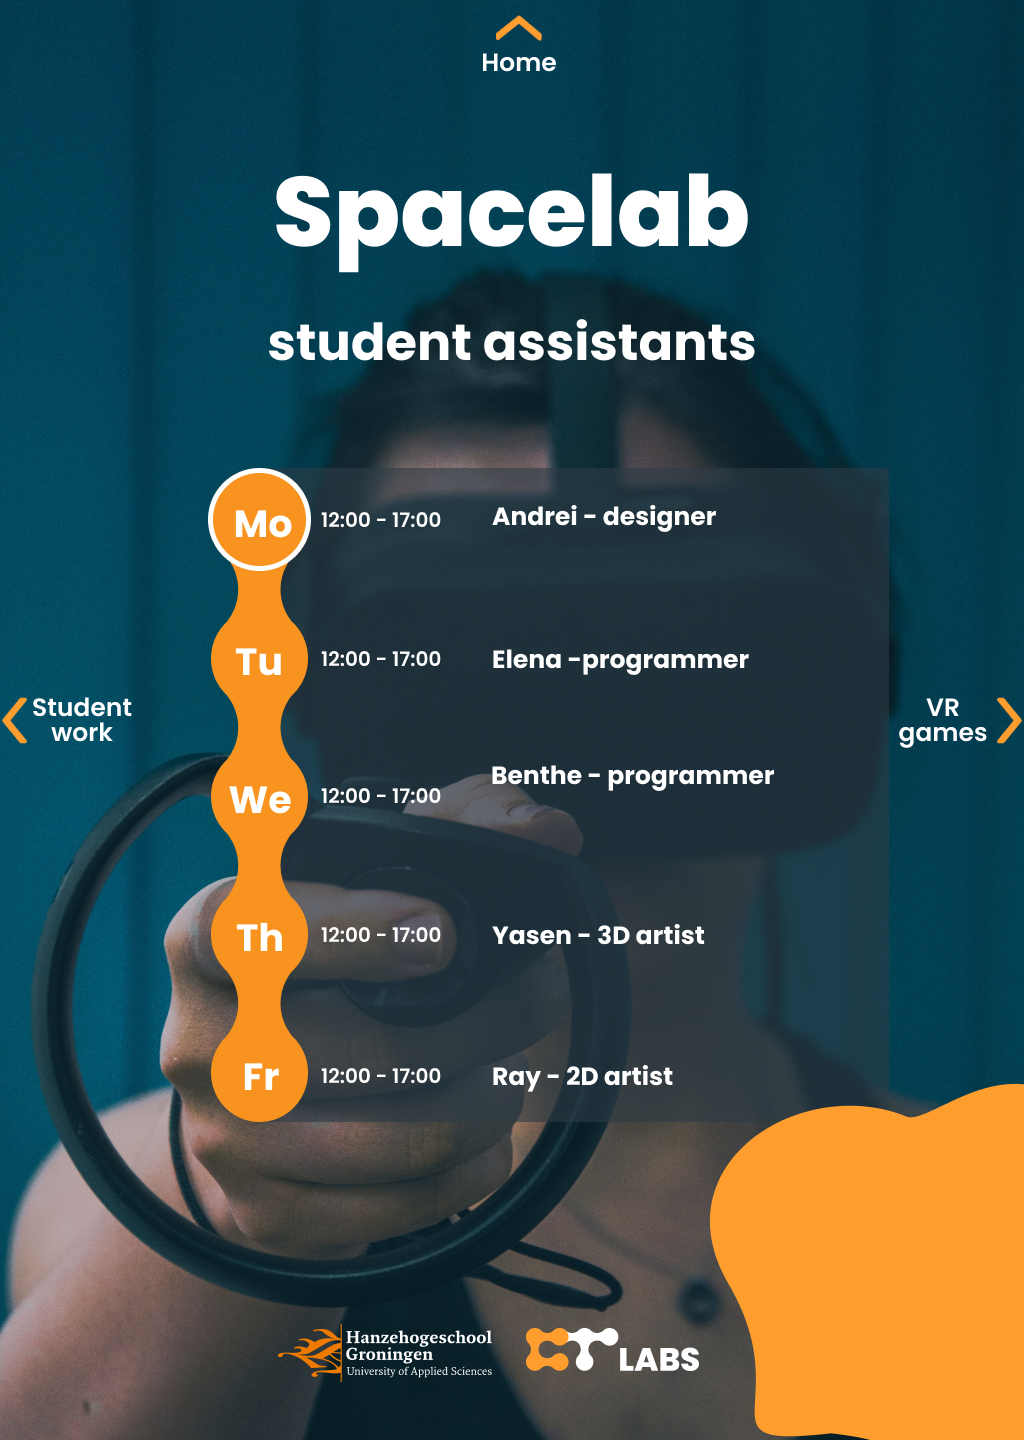 Home
Spacelab
student assistants
Mo 12:00 - 17:00 Andrei - designer
Tu 12:00 - 17:00 Elena -programmer
Student
work
VR
games
We 12:00 - 17:00 Benthe - programmer
Th 12:00 - 17:00 Yasen - 3D artist
Fr 12:00 - 17:00 Ray - 2D artist
Hanzehogeschool
Groningen
University of Applied Sciences
CT LABS